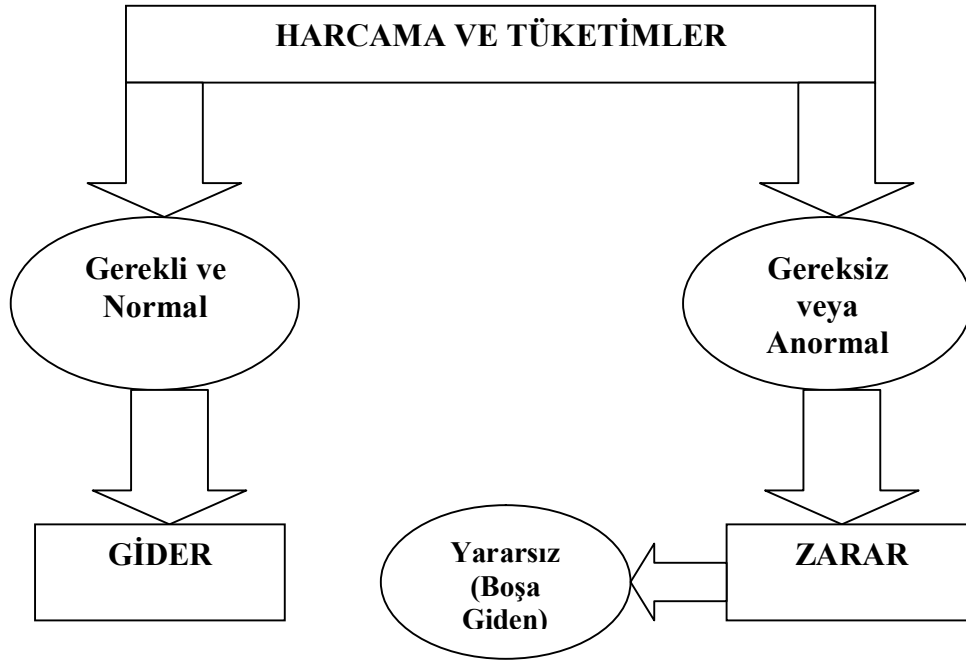 HARCAMA VE TÜKETİMLER
Gerekli ve
Normal
Gereksiz
veya
Anormal
GİDER
Yararsız
(Boşa
Giden)
ZARAR